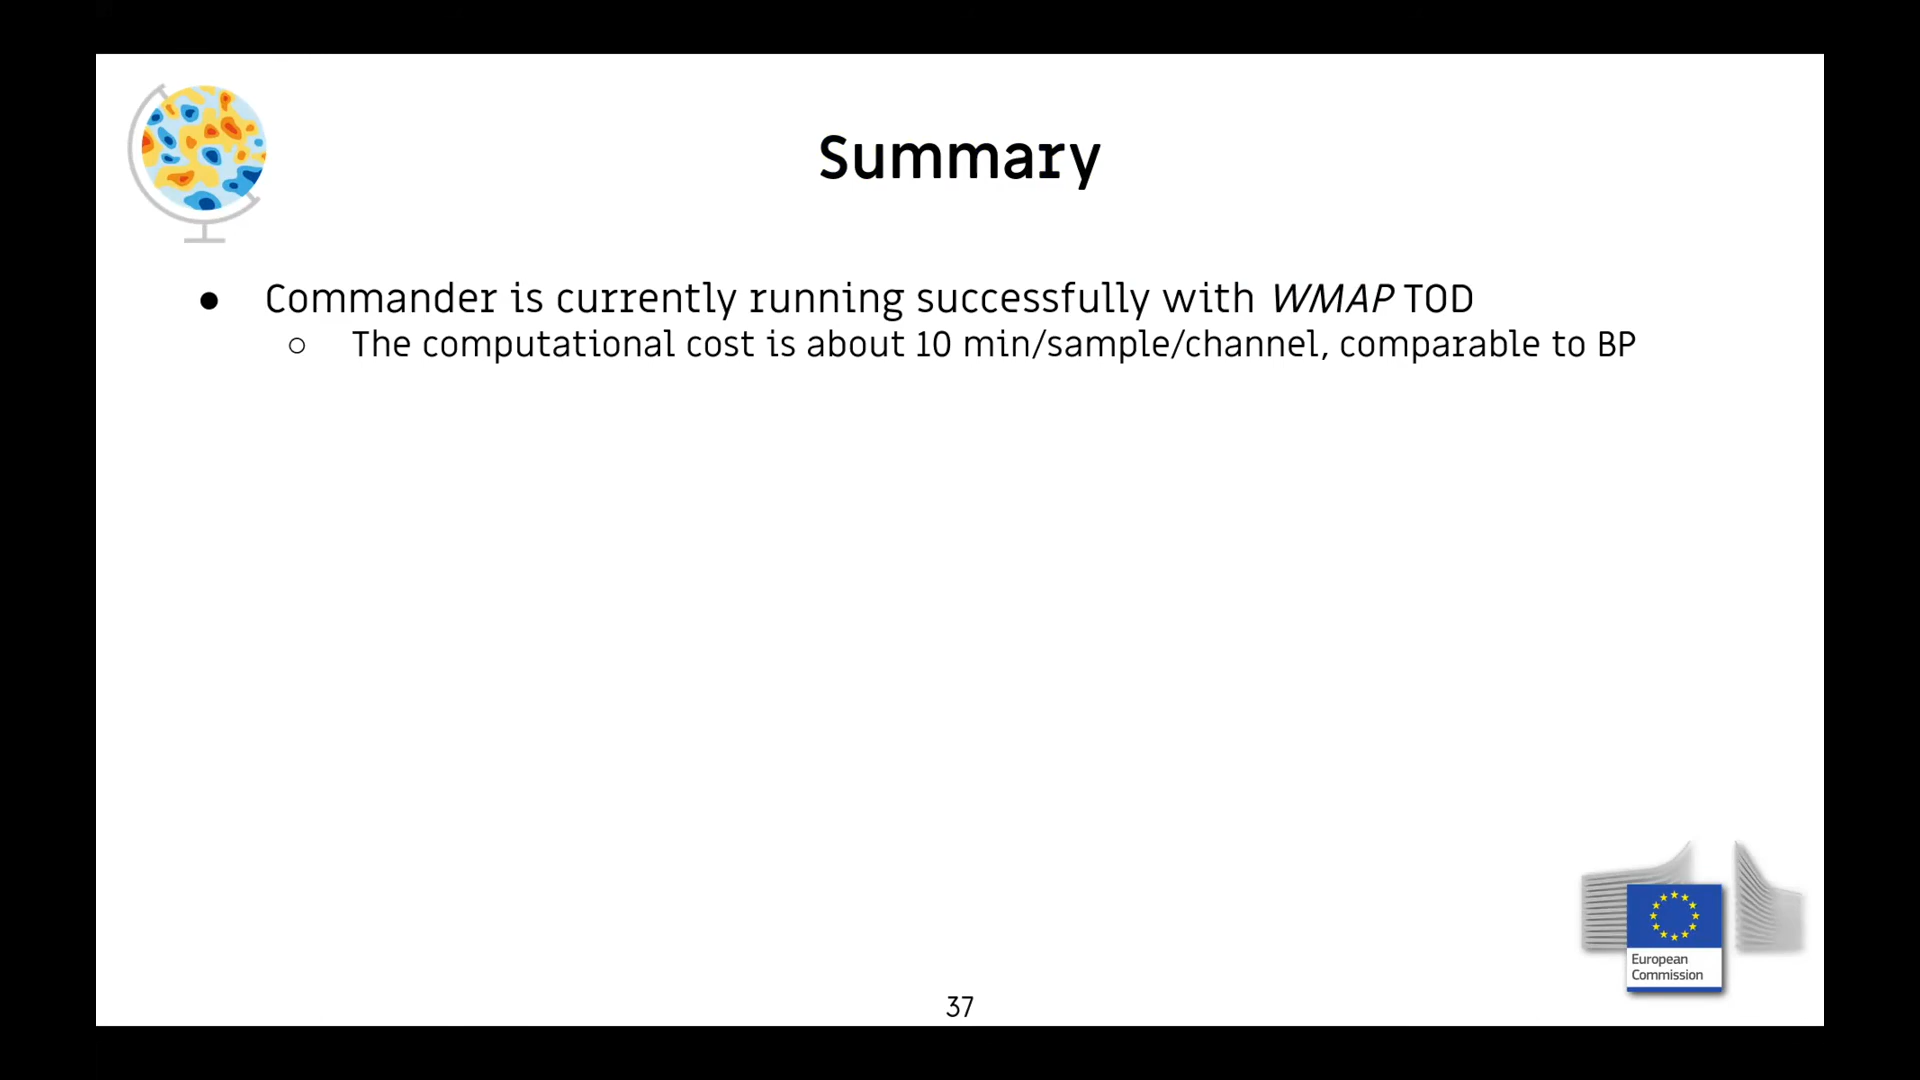 Summary
● Commander is currently running successfully with WMAP TOD
○ The computational cost is about 10 min/sample/channel, comparable to BP
European
Commission
37